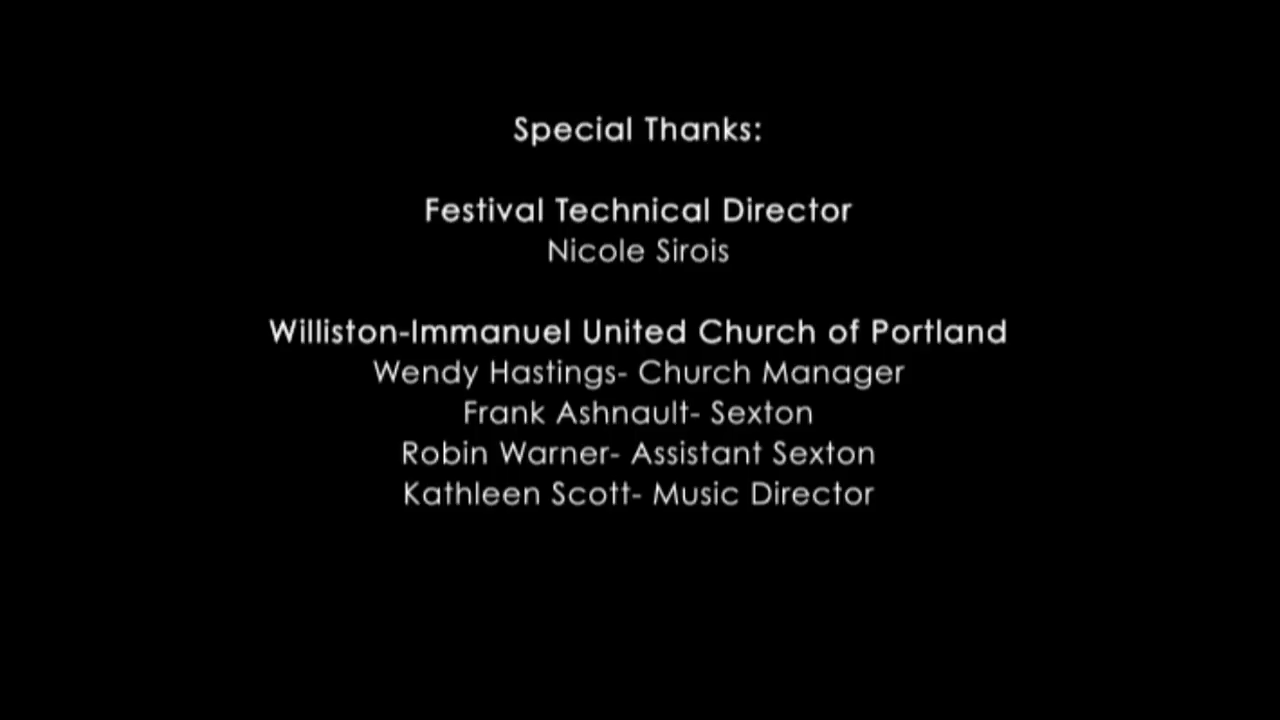 Special Thanks:
Festival Technical Director
Nicole Sirois
Williston-Immanuel United Church of Portland
Wendy Hastings- Church Manager
Frank Ashnault- Sexton
Robin Warner- Assistant Sexton
Kathleen Scott- Music Director